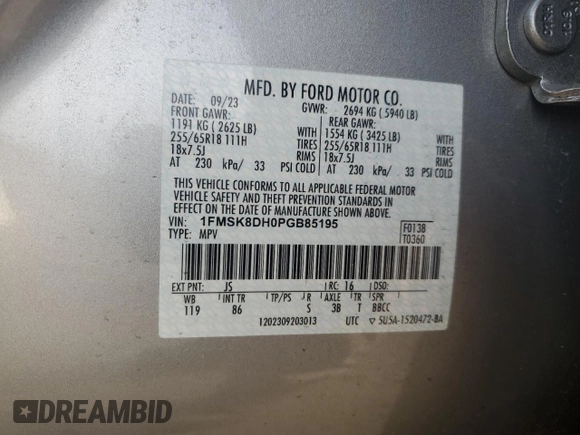 MFD. BY FORD MOTOR CO.
DATE: 09/23 GVWR: 2694 KG ( 5940 LB)
FRONT GAWR: REAR GAWR:
1191 KG ( 2625 LB) 1554 KG ( 3425 LB)
255/65R18 111H TIRES 255/65R18 111H TIRES
18x7.5J RIMS 18x7.5J RIMS
AT 230 kPa/ 33 PSI COLD AT 230 kPa/ 33 PSI COLD
THIS VEHICLE CONFORMS TO ALL APPLICABLE FEDERAL MOTOR
VEHICLE SAFETY AND THEFT PREVENTION STANDARDS IN
EFFECT ON THE DATE OF MANUFACTURE SHOWN ABOVE.
VIN: 1FMSK8DH0PGB85195 F0138
TYPE: MPV T0360
EXT PNT: JS RC: 16 DSO:
WB INT TR TP/PS R AXLE TR SPR
119 86 S 3B T BBCC
1202309203013 UTC ▽ 5U5A-1520472-BA
DREAMBID